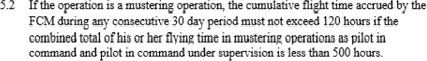 5.2 If the operation is a mustering operation, the cumulative flight time accrued by the
FCM during any consecutive 30 day period must not exceed 120 hours if the
combined total of his or her flying time in mustering operations as pilot in
command and pilot in command under supervision is less than 500 hours.